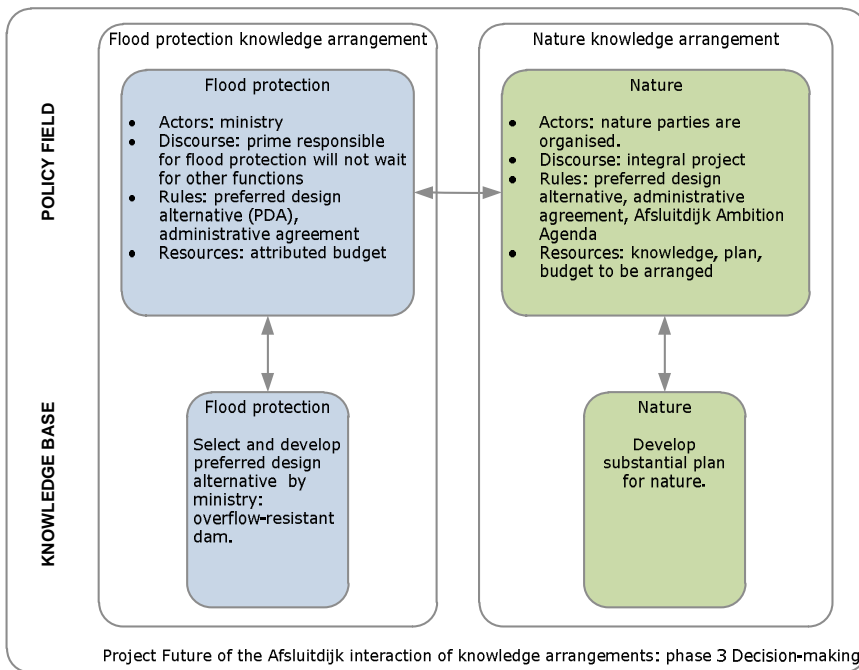 Flood protection knowledge arrangement
Nature knowledge arrangement
POLICY FIELD
Flood protection
• Actors: ministry
• Discourse: prime responsible
for flood protection will not wait
for other functions
• Rules: preferred design
alternative (PDA),
administrative agreement
• Resources: attributed budget
Nature
• Actors: nature parties are
organised.
• Discourse: integral project
• Rules: preferred design
alternative, administrative
agreement, Afsluitdijk Ambition
Agenda
• Resources: knowledge, plan,
budget to be arranged
KNOWLEDGE BASE
Flood protection
Select and develop
preferred design
alternative by
ministry:
overflow-resistant
dam.
Nature
Develop
substantial plan
for nature.
Project Future of the Afsluitdijk interaction of knowledge arrangements: phase 3 Decision-making